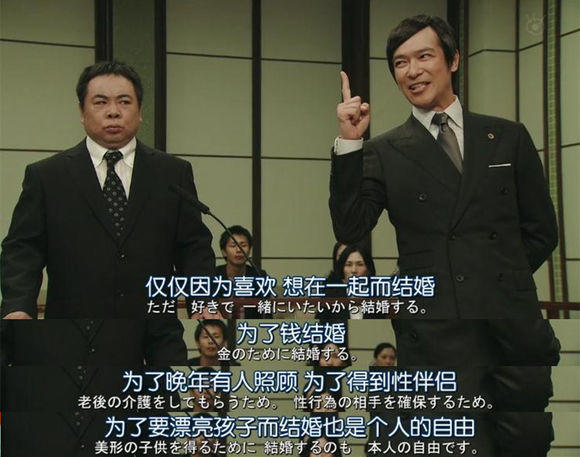 仅仅因为喜欢 想在一起而结婚
ただ 好きで 一緒にいたいから結婚する。
为了钱结婚
金のために結婚する。
为了晚年有人照顾 为了得到性伴侣
老後の介護をしてもらうため。 性行為の相手を確保するため。
为了要漂亮孩子而结婚也是个人的自由
美形の子供を得るために 結婚するのも 本人の自由です。